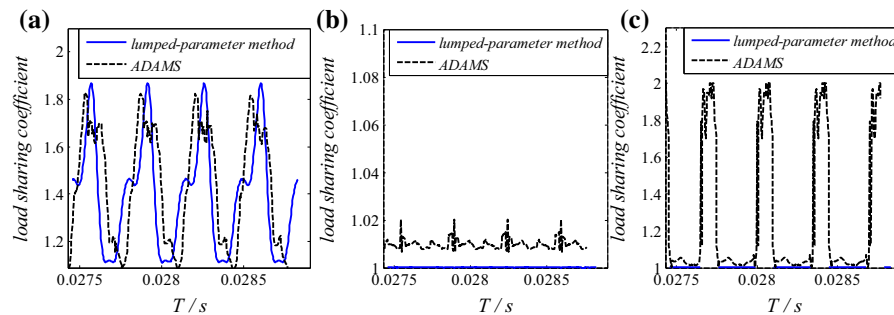 (a)
load sharing coefficient
2
1.8
1.6
1.4
1.2
lumped-parameter method
ADAMS
0.0275
0.028
0.0285
T / s
(b)
load sharing coefficient
1.1
1.08
1.06
1.04
1.02
1
lumped-parameter method
ADAMS
0.0275
0.028
0.0285
T / s
(c)
load sharing coefficient
2.2
2
1.8
1.6
1.4
1.2
1
lumped-parameter method
ADAMS
0.0275
0.028
0.0285
T / s